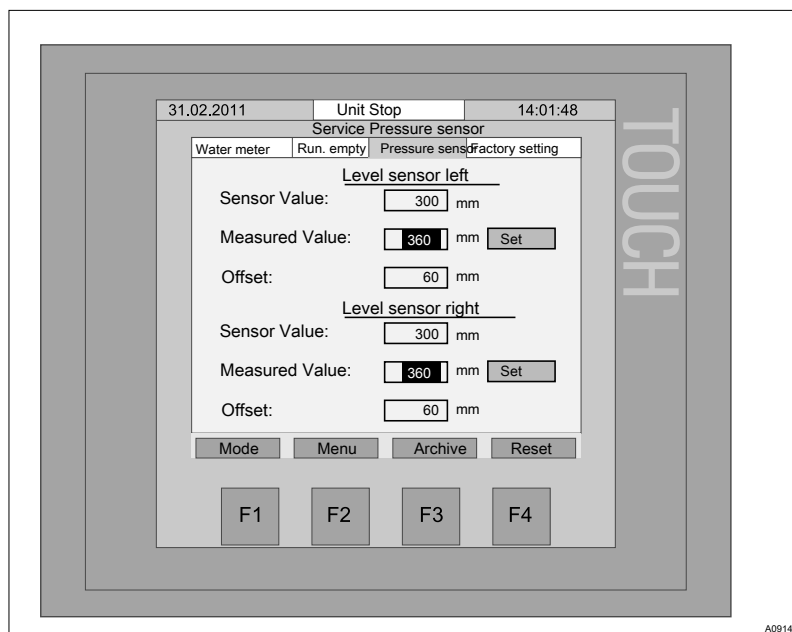 31.02.2011 Unit Stop 14:01:48
Service Pressure sensor
Water meter Run. empty Pressure sensor Factory setting
Level sensor left
Sensor Value: 300 mm
Measured Value: 360 mm Set
Offset: 60 mm
Level sensor right
Sensor Value: 300 mm
Measured Value: 360 mm Set
Offset: 60 mm
Mode Menu Archive Reset
F1 F2 F3 F4
TOUCH
A0914